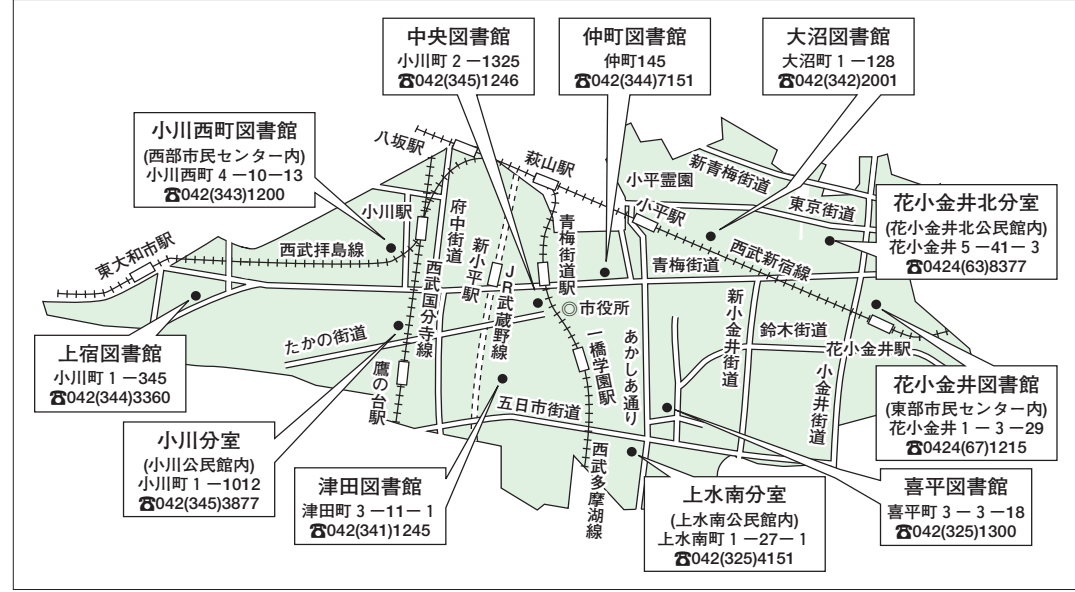 中央図書館
小川町2－1325
☎042(345)1246
仲町図書館
仲町145
☎042(344)7151
大沼図書館
大沼町1－128
☎042(342)2001
小川西町図書館
(西部市民センター内)
小川西町4－10－13
☎042(343)1200
花小金井北分室
(花小金井北公民館内)
花小金井5－41－3
☎0424(63)8377
八坂駅
萩山駅
小平霊園
新青梅街道
東京街道
小川駅
府中街道
新小平駅
JR武蔵野線
青梅街道駅
小平駅
西武新宿線
青梅街道
東大和市駅
西武拝島線
西武国分寺線
市役所
一橋学園駅
あかしあ通り
新小金井街道
鈴木街道
花小金井駅
小金井街道
たかの街道
鷹の台駅
五日市街道
西武多摩湖線
上宿図書館
小川町1－345
☎042(344)3360
花小金井図書館
(東部市民センター内)
花小金井1－3－29
☎0424(67)1215
小川分室
(小川公民館内)
小川町1－1012
☎042(345)3877
津田図書館
津田町3－11－1
☎042(341)1245
上水南分室
(上水南公民館内)
上水南町1－27－1
☎042(325)4151
喜平図書館
喜平町3－3－18
☎042(325)1300